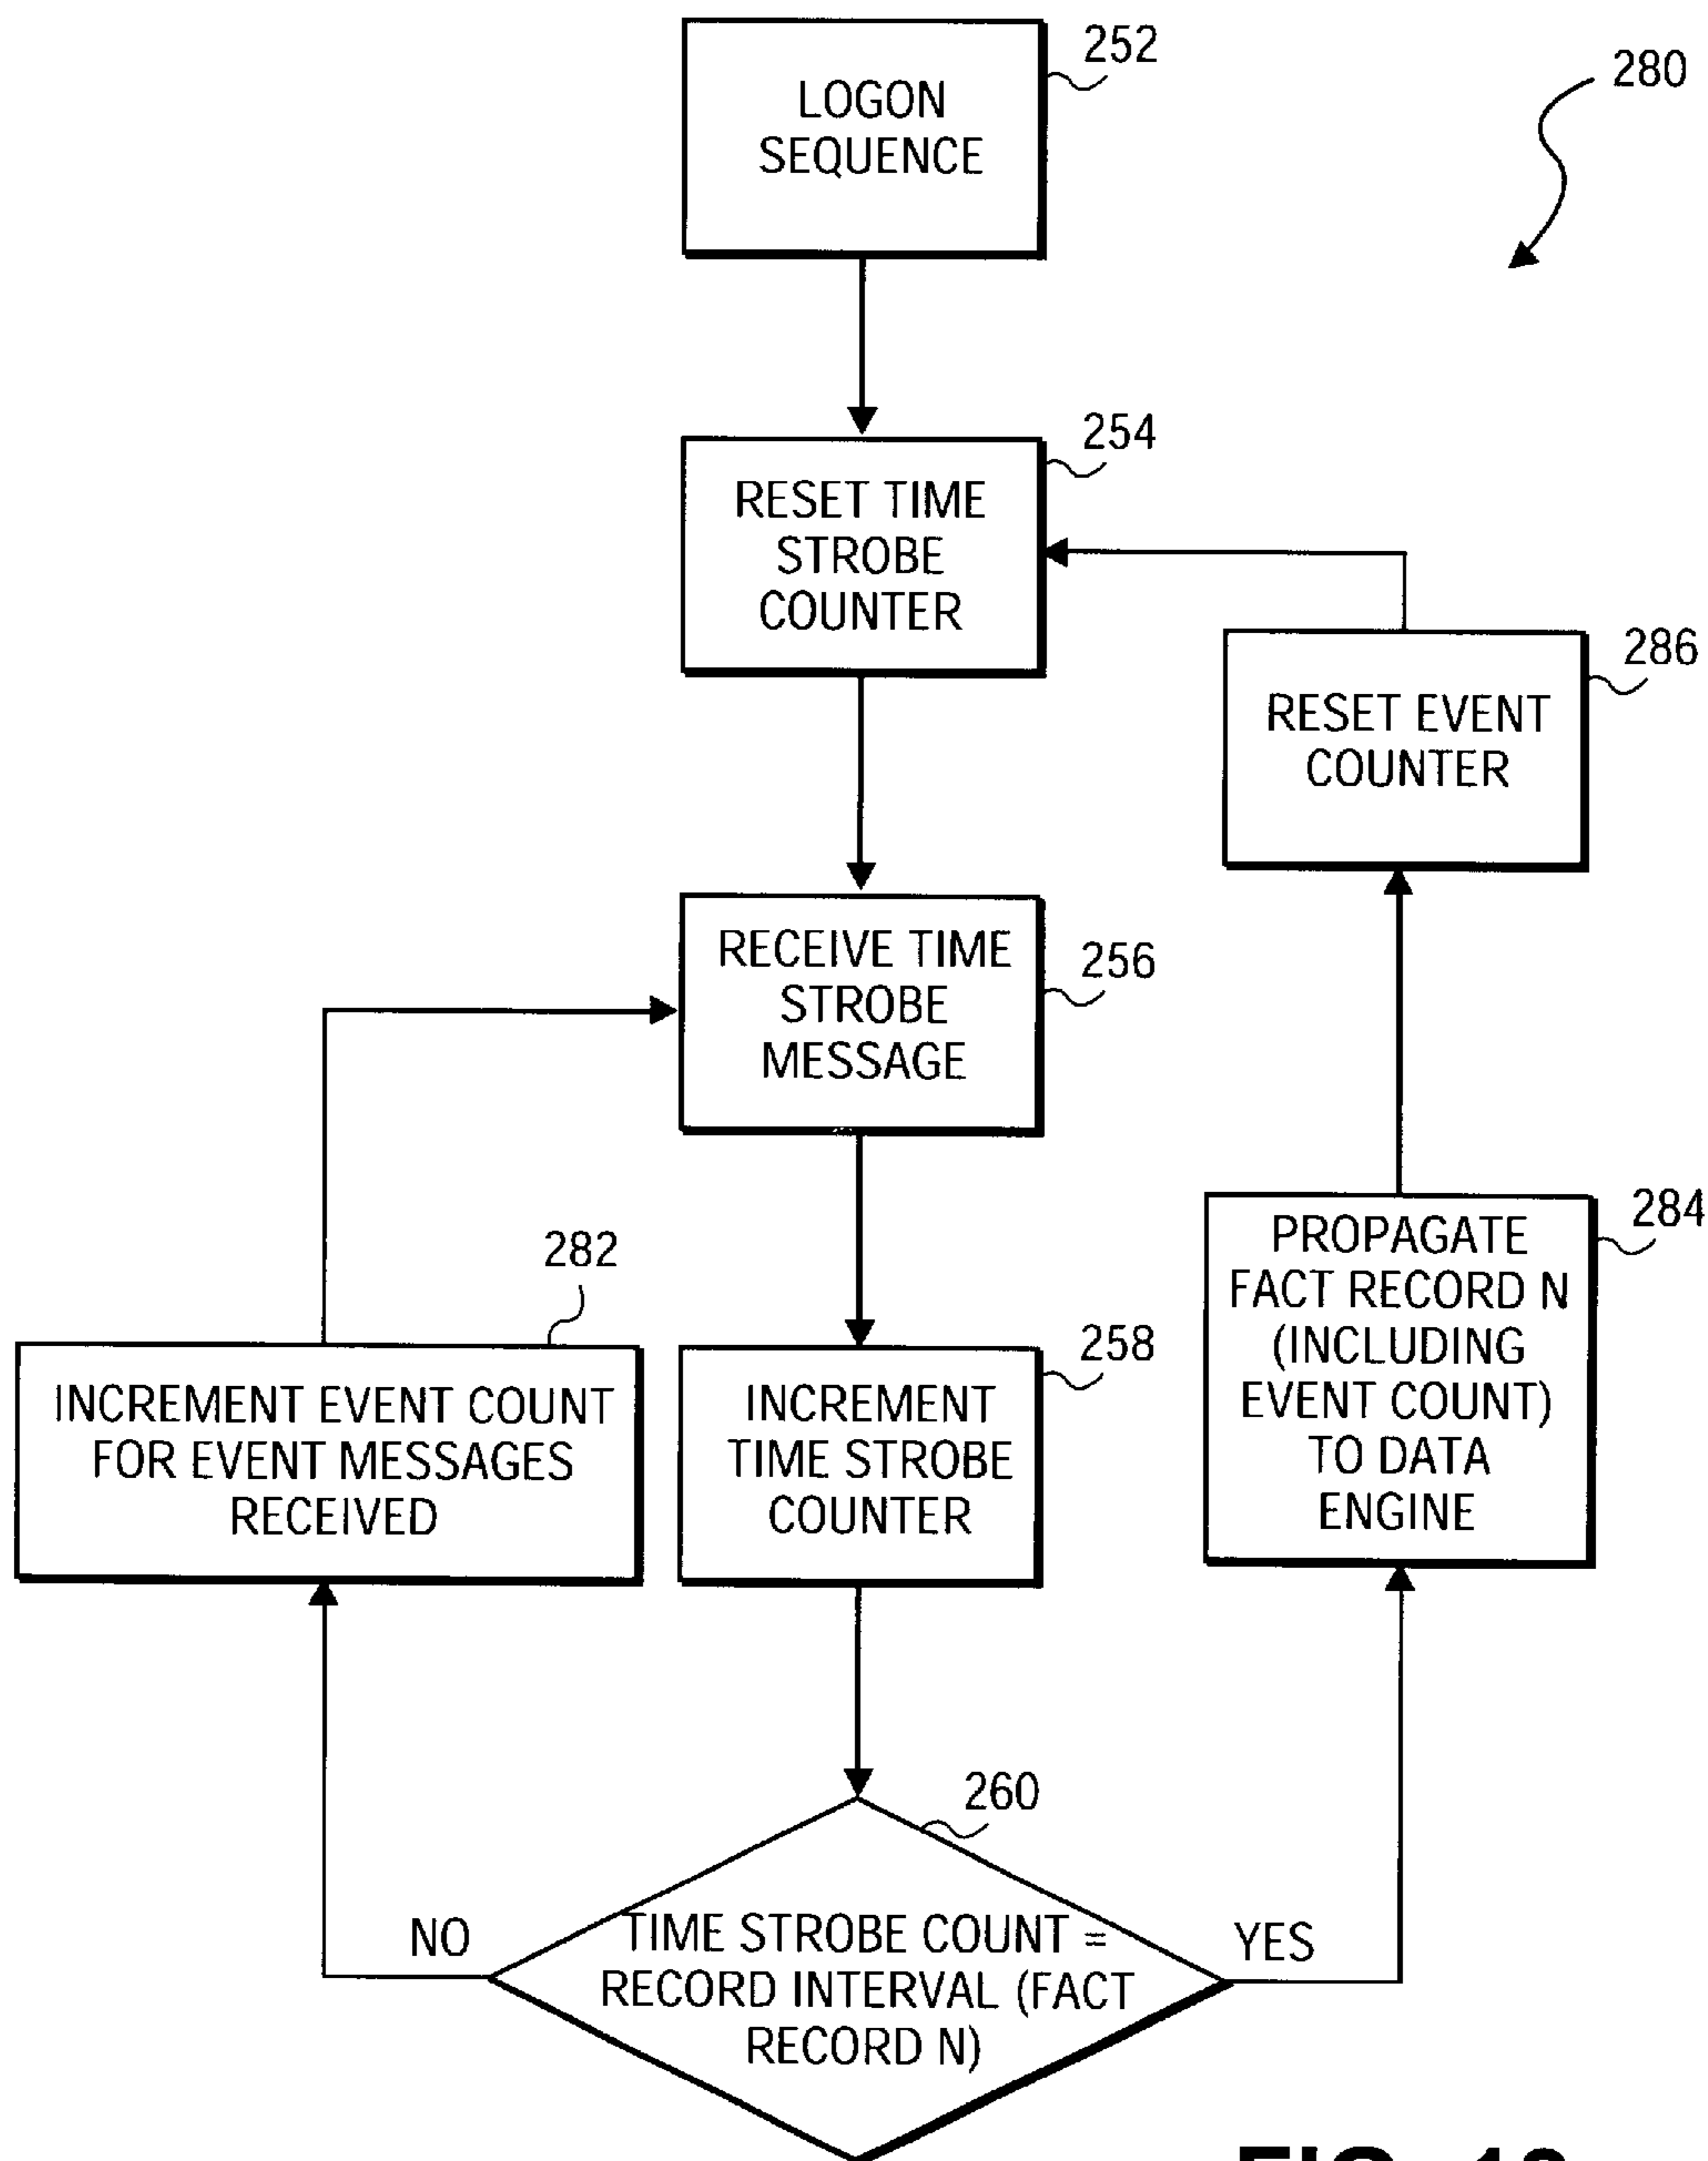 252
280
LOGON
SEQUENCE
254
RESET TIME
STROBE
COUNTER
286
RESET EVENT
COUNTER
RECEIVE TIME
STROBE
MESSAGE
256
284
PROPAGATE
FACT RECORD N
(INCLUDING
EVENT COUNT)
TO DATA
ENGINE
282
INCREMENT EVENT COUNT
FOR EVENT MESSAGES
RECEIVED
258
INCREMENT
TIME STROBE
COUNTER
260
NO
TIME STROBE COUNT =
RECORD INTERVAL (FACT
RECORD N)
YES